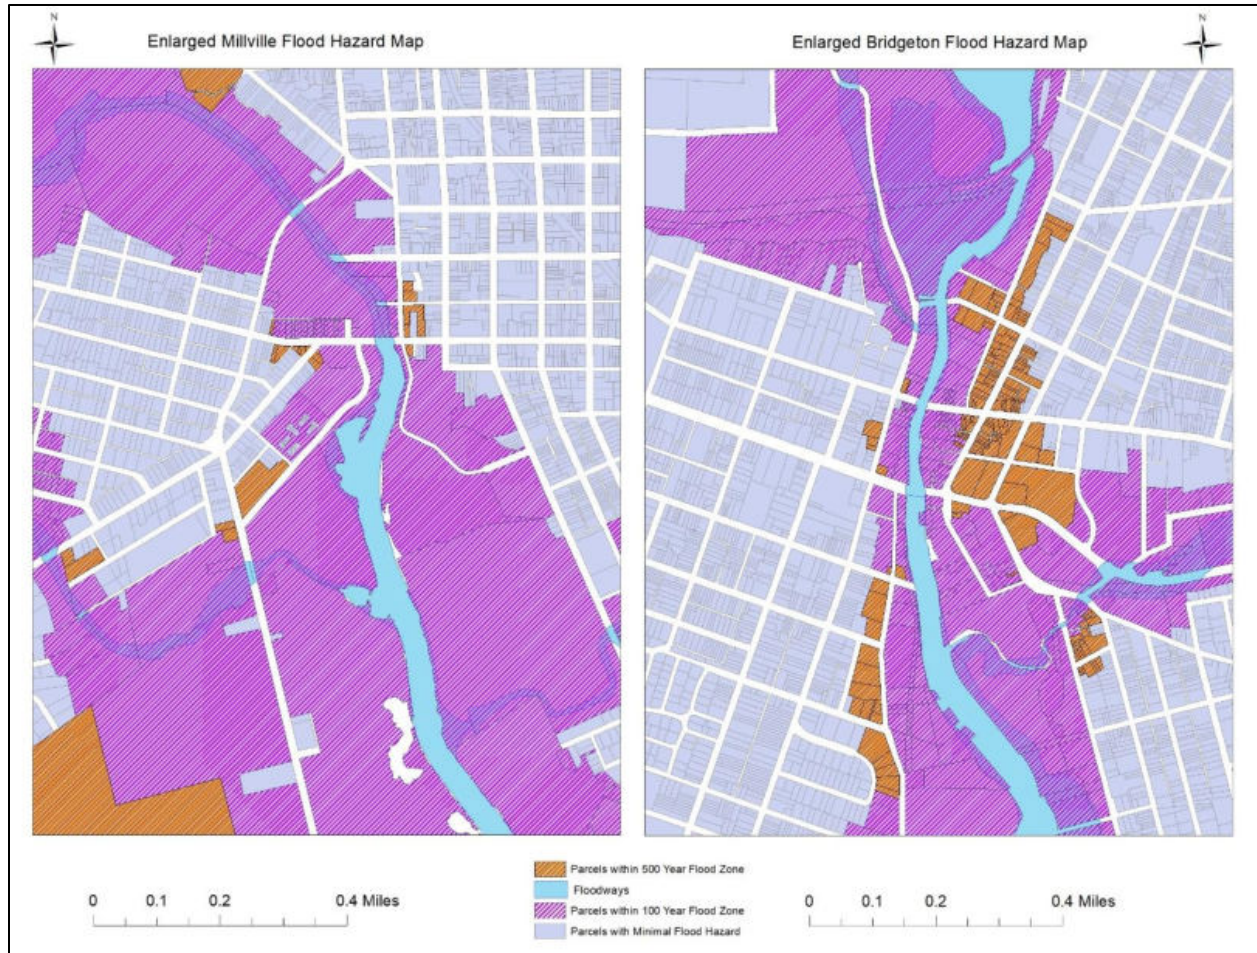 N
Enlarged Millville Flood Hazard Map
N
Enlarged Bridgeton Flood Hazard Map
Parcels within 500 Year Flood Zone
Floodways
Parcels within 100 Year Flood Zone
Parcels with Minimal Flood Hazard
0 0.1 0.2 0.4 Miles
0 0.1 0.2 0.4 Miles